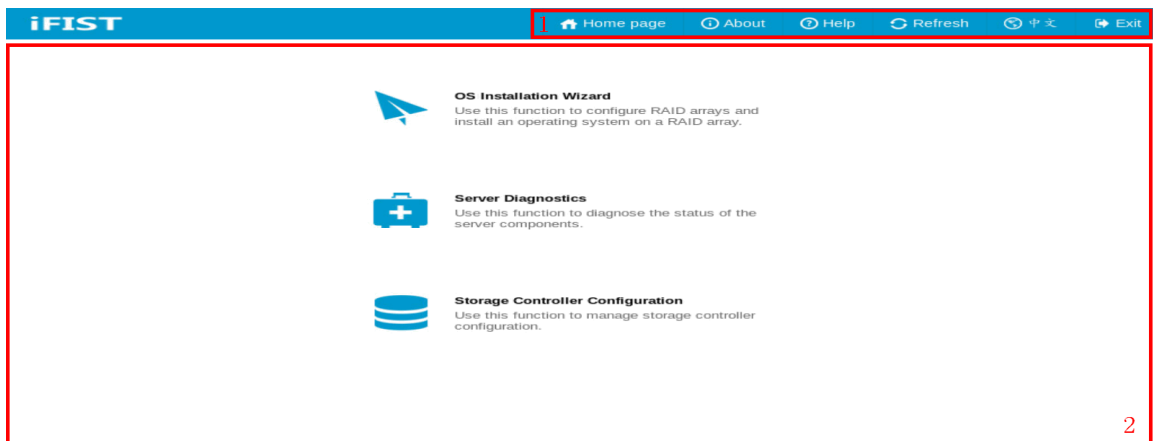 iFIST
1 Home page About Help Refresh 中文 Exit
OS Installation Wizard
Use this function to configure RAID arrays and
install an operating system on a RAID array.
Server Diagnostics
Use this function to diagnose the status of the
server components.
Storage Controller Configuration
Use this function to manage storage controller
configuration.
2